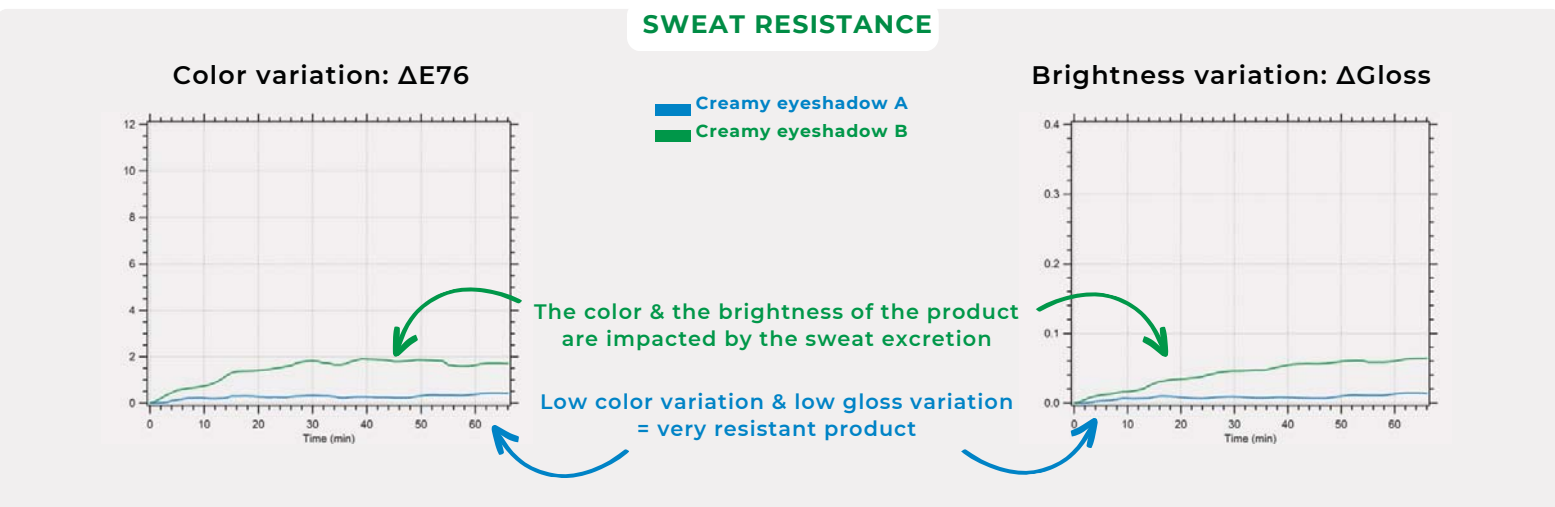 SWEAT RESISTANCE
Color variation: ΔE76
Brightness variation: ΔGloss
Creamy eyeshadow A
Creamy eyeshadow B
12
10
8
6
4
2
0
0 10 20 30 40 50 60
Time (min)
The color & the brightness of the product
are impacted by the sweat excretion
Low color variation & low gloss variation
= very resistant product
0.4
0.3
0.2
0.1
0.0
0 10 20 30 40 50 60
Time (min)